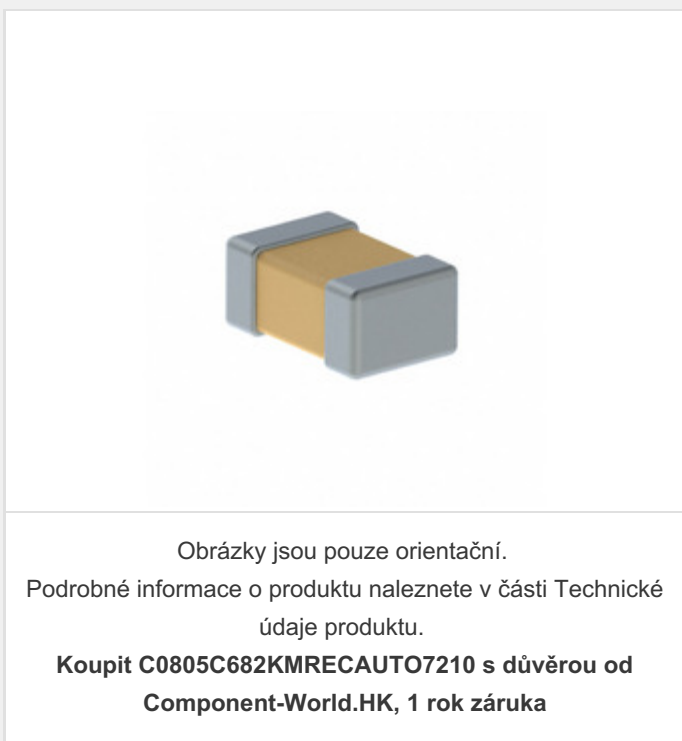 Obrázky jsou pouze orientační.
Podrobné informace o produktu naleznete v části Technické
údaje produktu.
Koupit C0805C682KMRECAUTO7210 s důvěrou od
Component-World.HK, 1 rok záruka